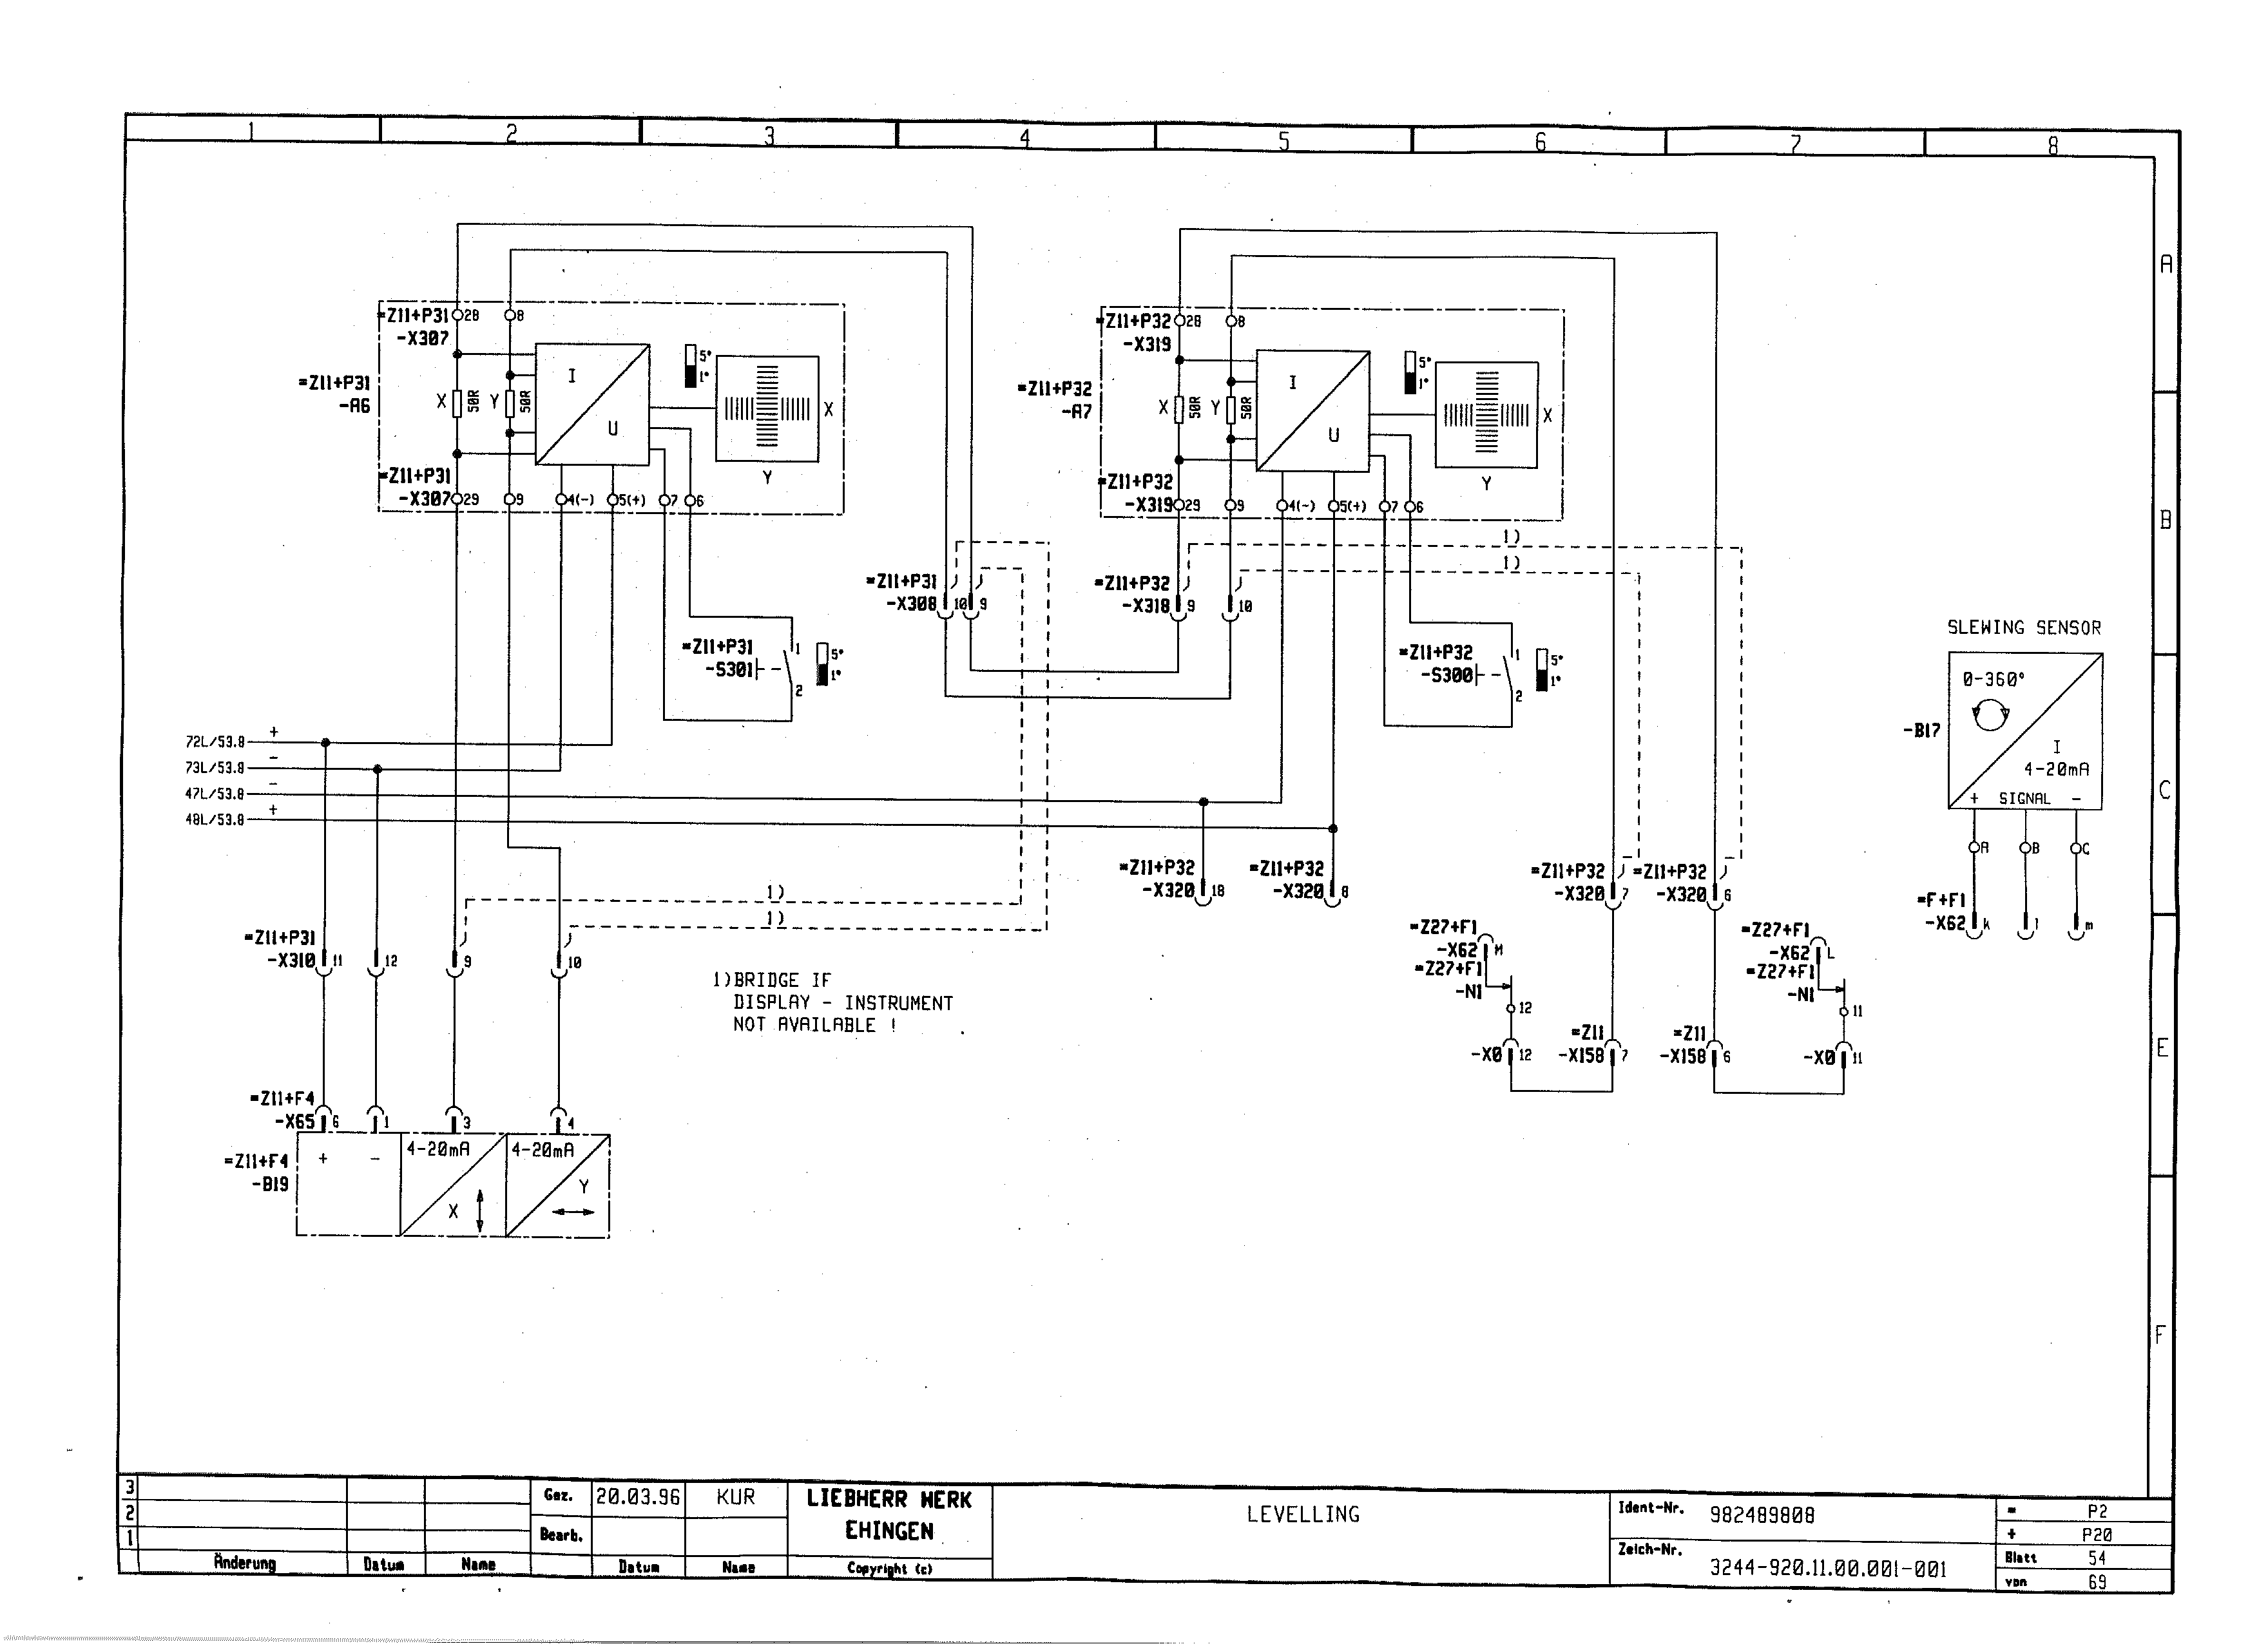 1 2 3 4 5 6 7 8
A
B
C
E
F
=Z11+P31
-X307
28
8
=Z11+P31
-A6
X
50R
Y
50R
I
U
5°
1°
X
Y
=Z11+P31
-X307
29
9
4(-)
5(+)
7
6
=Z11+P32
-X319
28
8
=Z11+P32
-A7
X
50R
Y
50R
I
U
5°
1°
X
Y
=Z11+P32
-X319
29
9
4(-)
5(+)
7
6
1)
1)
=Z11+P31
-X308
10
9
=Z11+P32
-X318
9
10
=Z11+P31
-S301
1
2
5°
1°
=Z11+P32
-S300
1
2
5°
1°
SLEWING SENSOR
0-360°
-B17
I
4-20mA
+ SIGNAL -
A
B
C
=F+F1
-X62
k
l
m
72L/53.8 +
73L/53.8 -
47L/53.8 -
48L/53.8 +
=Z11+P32
-X320
18
=Z11+P32
-X320
8
=Z11+P32
-X320
7
=Z11+P32
-X320
6
1)
1)
=Z11+P31
-X310
11
12
9
10
1)BRIDGE IF
DISPLAY - INSTRUMENT
NOT AVAILABLE !
=Z27+F1
-X62
M
=Z27+F1
-N1
12
-X0
12
=Z11
-X158
7
=Z11
-X158
6
=Z27+F1
-X62
L
=Z27+F1
-N1
11
-X0
11
=Z11+F4
-X65
6
1
3
4
=Z11+F4
-B19
+
-
4-20mA
X
4-20mA
Y
3
2
1
Änderung
Datum
Name
Gez.
20.03.96
KUR
Bearb.
Datum
Name
LIEBHERR WERK
EHINGEN
Copyright (c)
LEVELLING
Ident-Nr. 982489808
Zeich-Nr. 3244-920.11.00.001-001
= P2
+ P20
Blatt 54
von 69